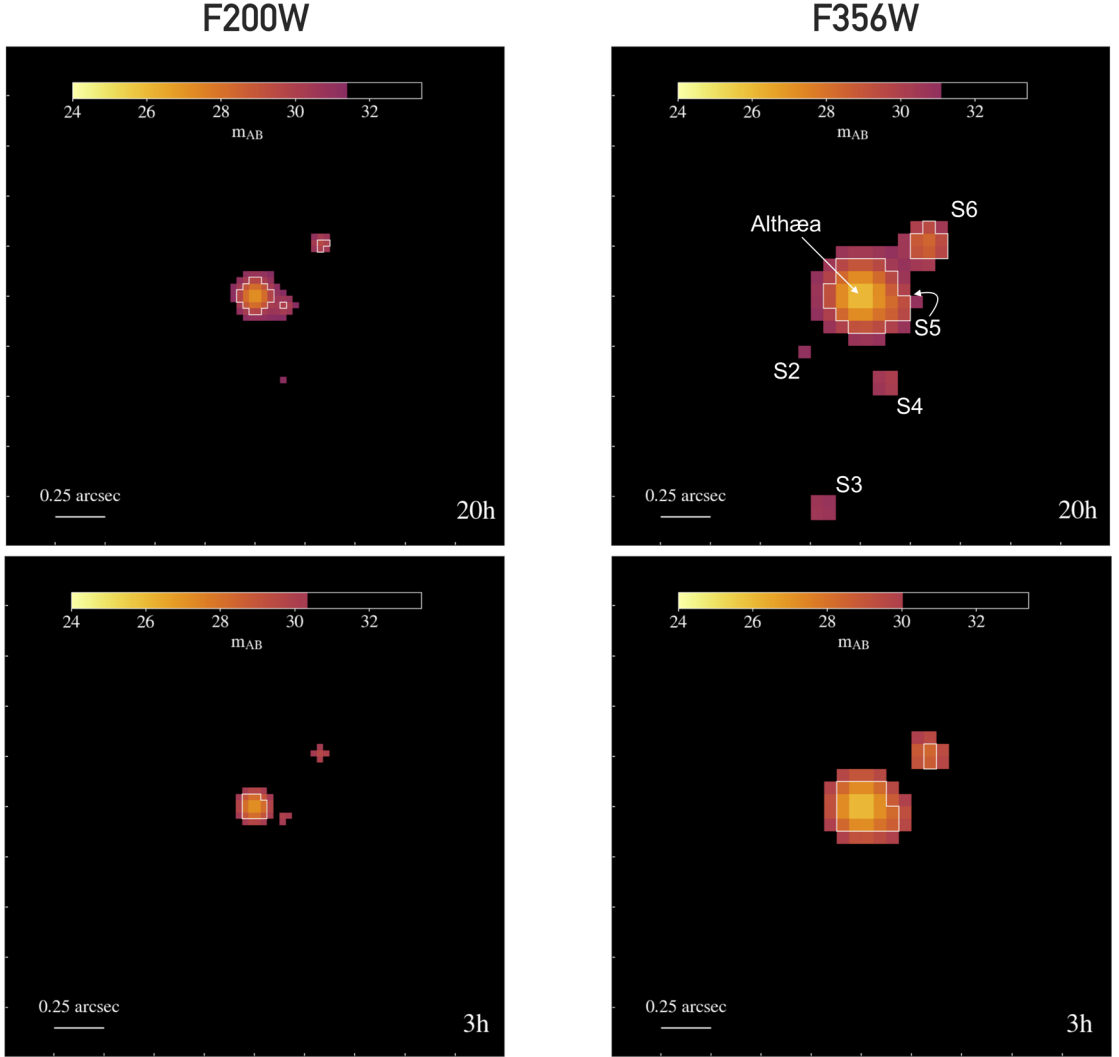 F200W
F356W
24 26 28 30 32
m_AB
0.25 arcsec
20h
24 26 28 30 32
m_AB
Althæa
S6
S5
S2
S4
S3
0.25 arcsec
20h
24 26 28 30 32
m_AB
0.25 arcsec
3h
24 26 28 30 32
m_AB
0.25 arcsec
3h